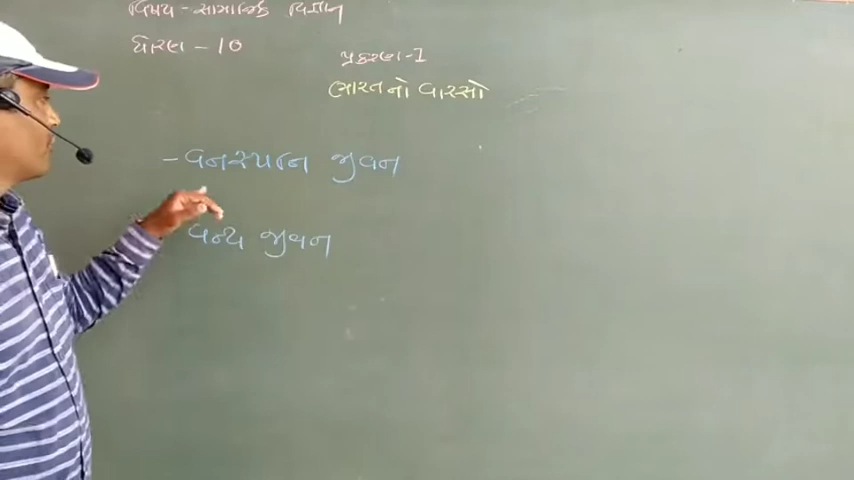 વિષય - સામાજિક વિજ્ઞાન
ધોરણ - 10
પ્રકરણ-1
ભારતનો વારસો
- વનસ્પતિ જીવન
વન્ય જીવન